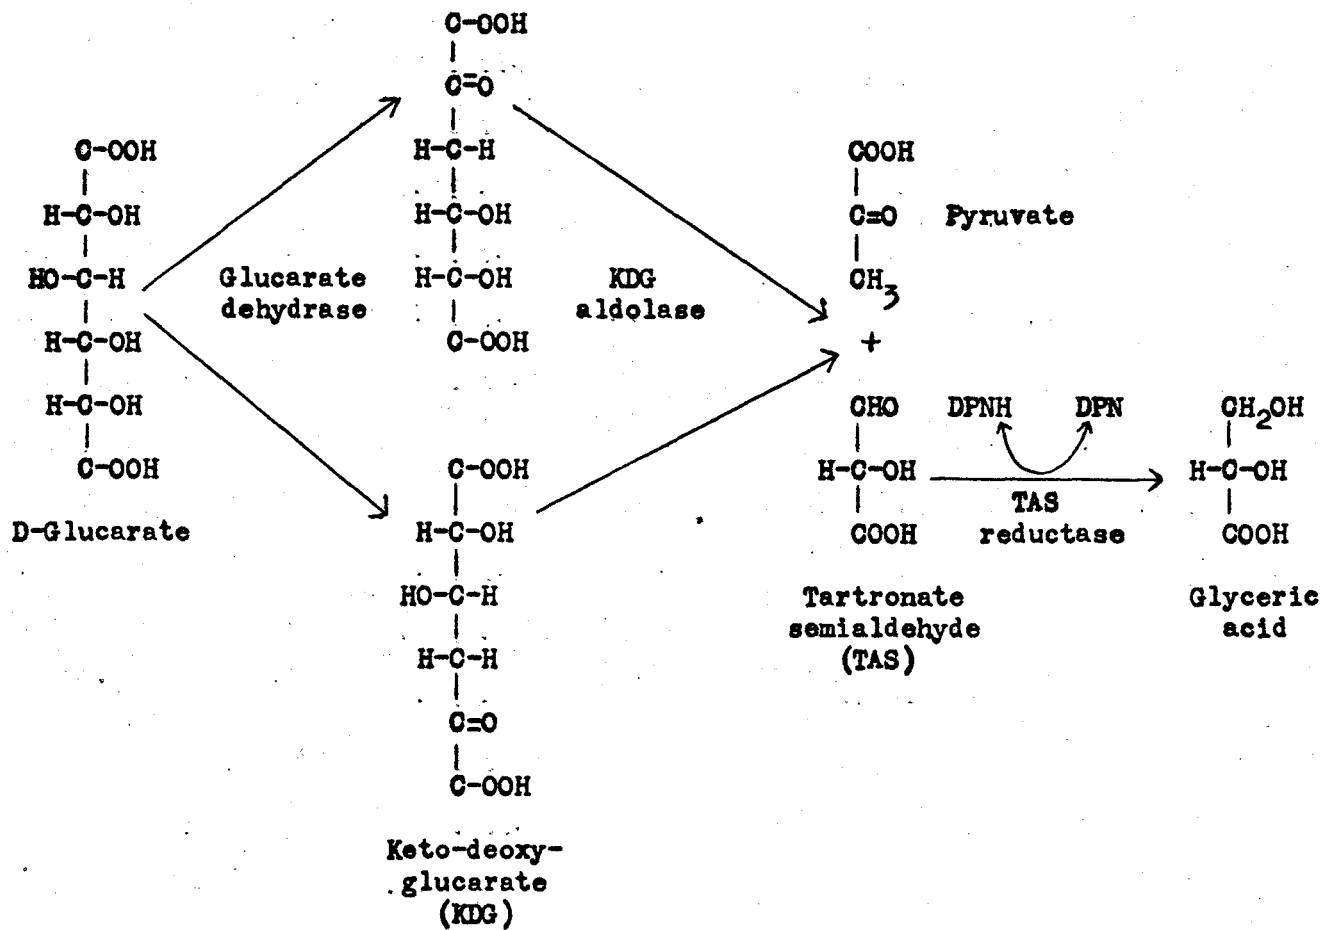 C-OOH
H-C-OH
HO-C-H
H-C-OH
H-C-OH
C-OOH
D-Glucarate
Glucarate
dehydrase
C-OOH
C=O
H-C-H
H-C-OH
H-C-OH
C-OOH
C-OOH
H-C-OH
HO-C-H
H-C-H
C=O
C-OOH
Keto-deoxy-
glucarate
(KDG)
KDG
aldolase
COOH
C=O
Pyruvate
CH3
+
CHO
H-C-OH
COOH
Tartronate
semialdehyde
(TAS)
DPNH
DPN
TAS
reductase
CH2OH
H-C-OH
COOH
Glyceric
acid